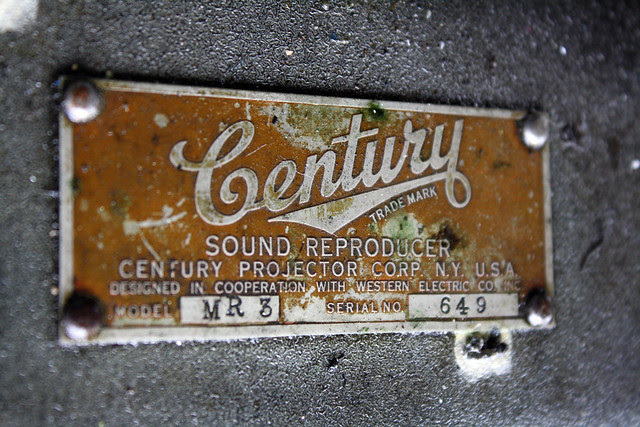 Century
TRADE MARK
SOUND REPRODUCER
CENTURY PROJECTOR CORP. N.Y. U.S.A.
DESIGNED IN COOPERATION WITH WESTERN ELECTRIC CO. INC.
MODEL MR 3 SERIAL NO. 649